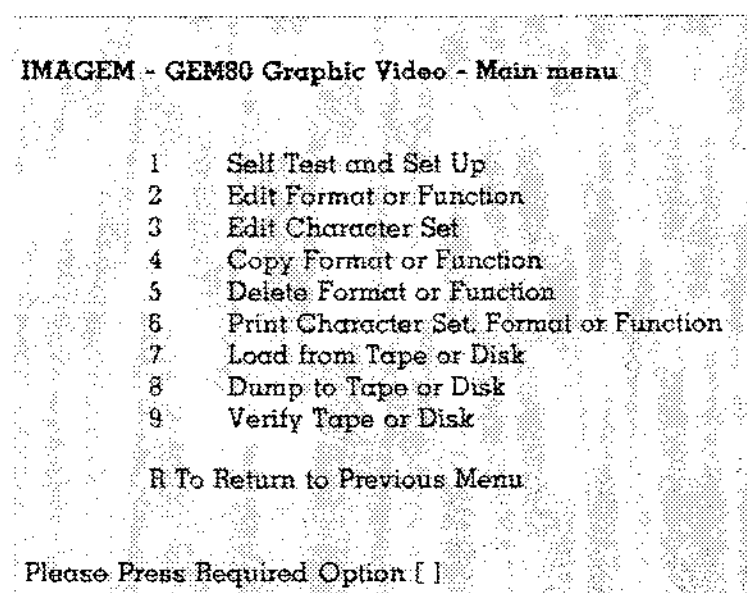 IMAGEM - GEM80 Graphic Video - Main menu
1 Self Test and Set Up
2 Edit Format or Function
3 Edit Character Set
4 Copy Format or Function
5 Delete Format or Function
6 Print Character Set, Format or Function
7 Load from Tape or Disk
8 Dump to Tape or Disk
9 Verify Tape or Disk
R To Return to Previous Menu
Please Press Required Option [ ]